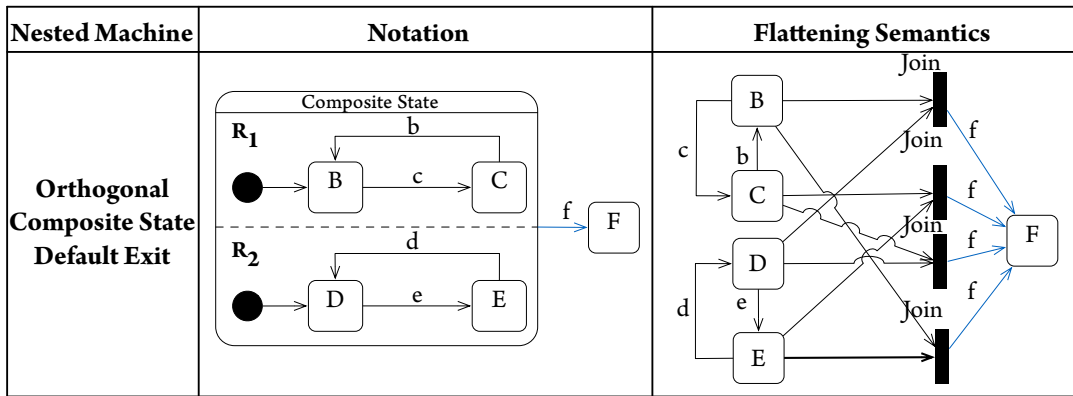 Nested Machine
Notation
Flattening Semantics
Orthogonal
Composite State
Default Exit
Composite State
R1
b
B
c
C
f
F
R2
d
D
e
E
Join
B
f
Join
c
b
f
C
Join
F
f
D
d
e
f
Join
E